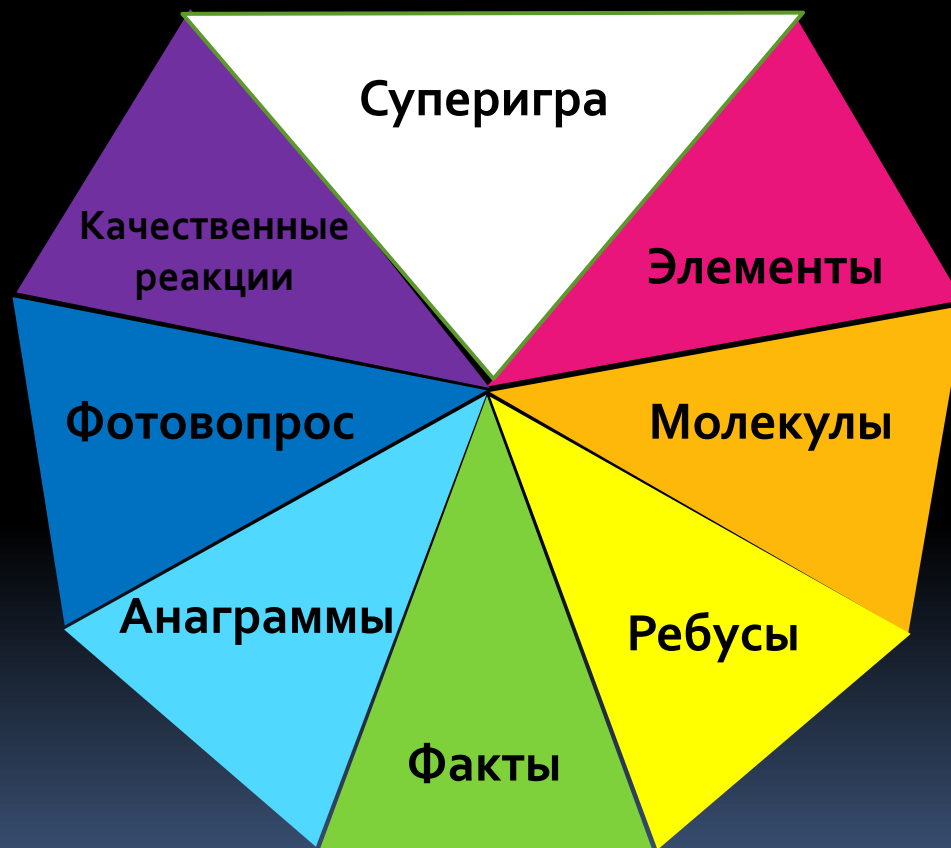 Суперигра
Качественные
реакции
Элементы
Фотовопрос
Молекулы
Анаграммы
Ребусы
Факты